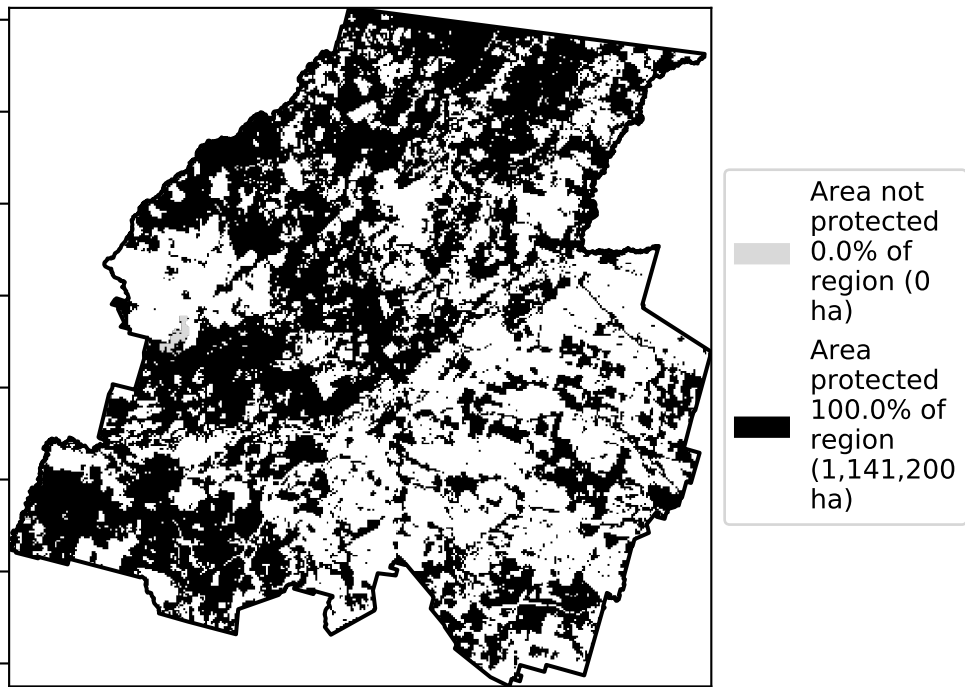 Area not
protected
0.0% of
region (0
ha)
Area
protected
100.0% of
region
(1,141,200
ha)